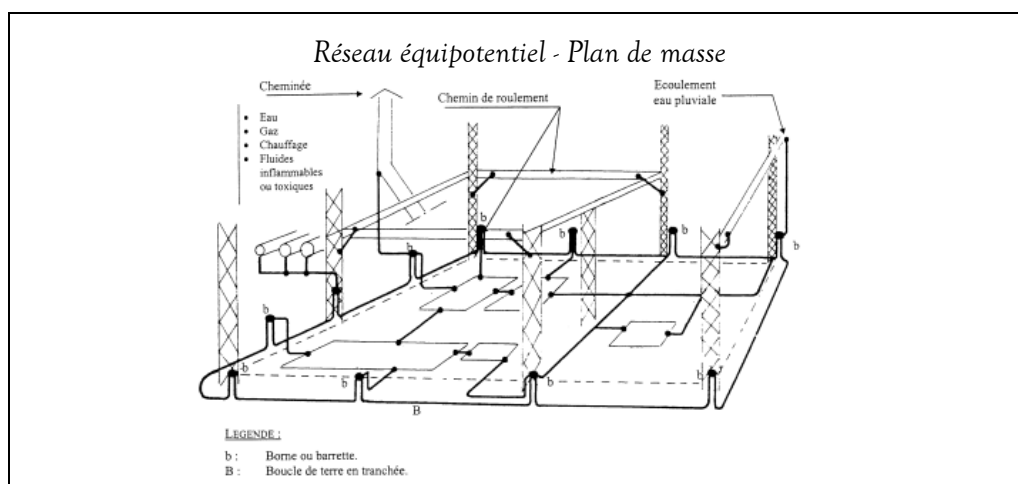 Réseau équipotentiel - Plan de masse
Cheminée
Chemin de roulement
Ecoulement
eau pluviale
• Eau
• Gaz
• Chauffage
• Fluides
inflammables
ou toxiques
b
b
b
b
b
b
b
b
b
b
B
LEGENDE :
b : Borne ou barrette.
B : Boucle de terre en tranchée.